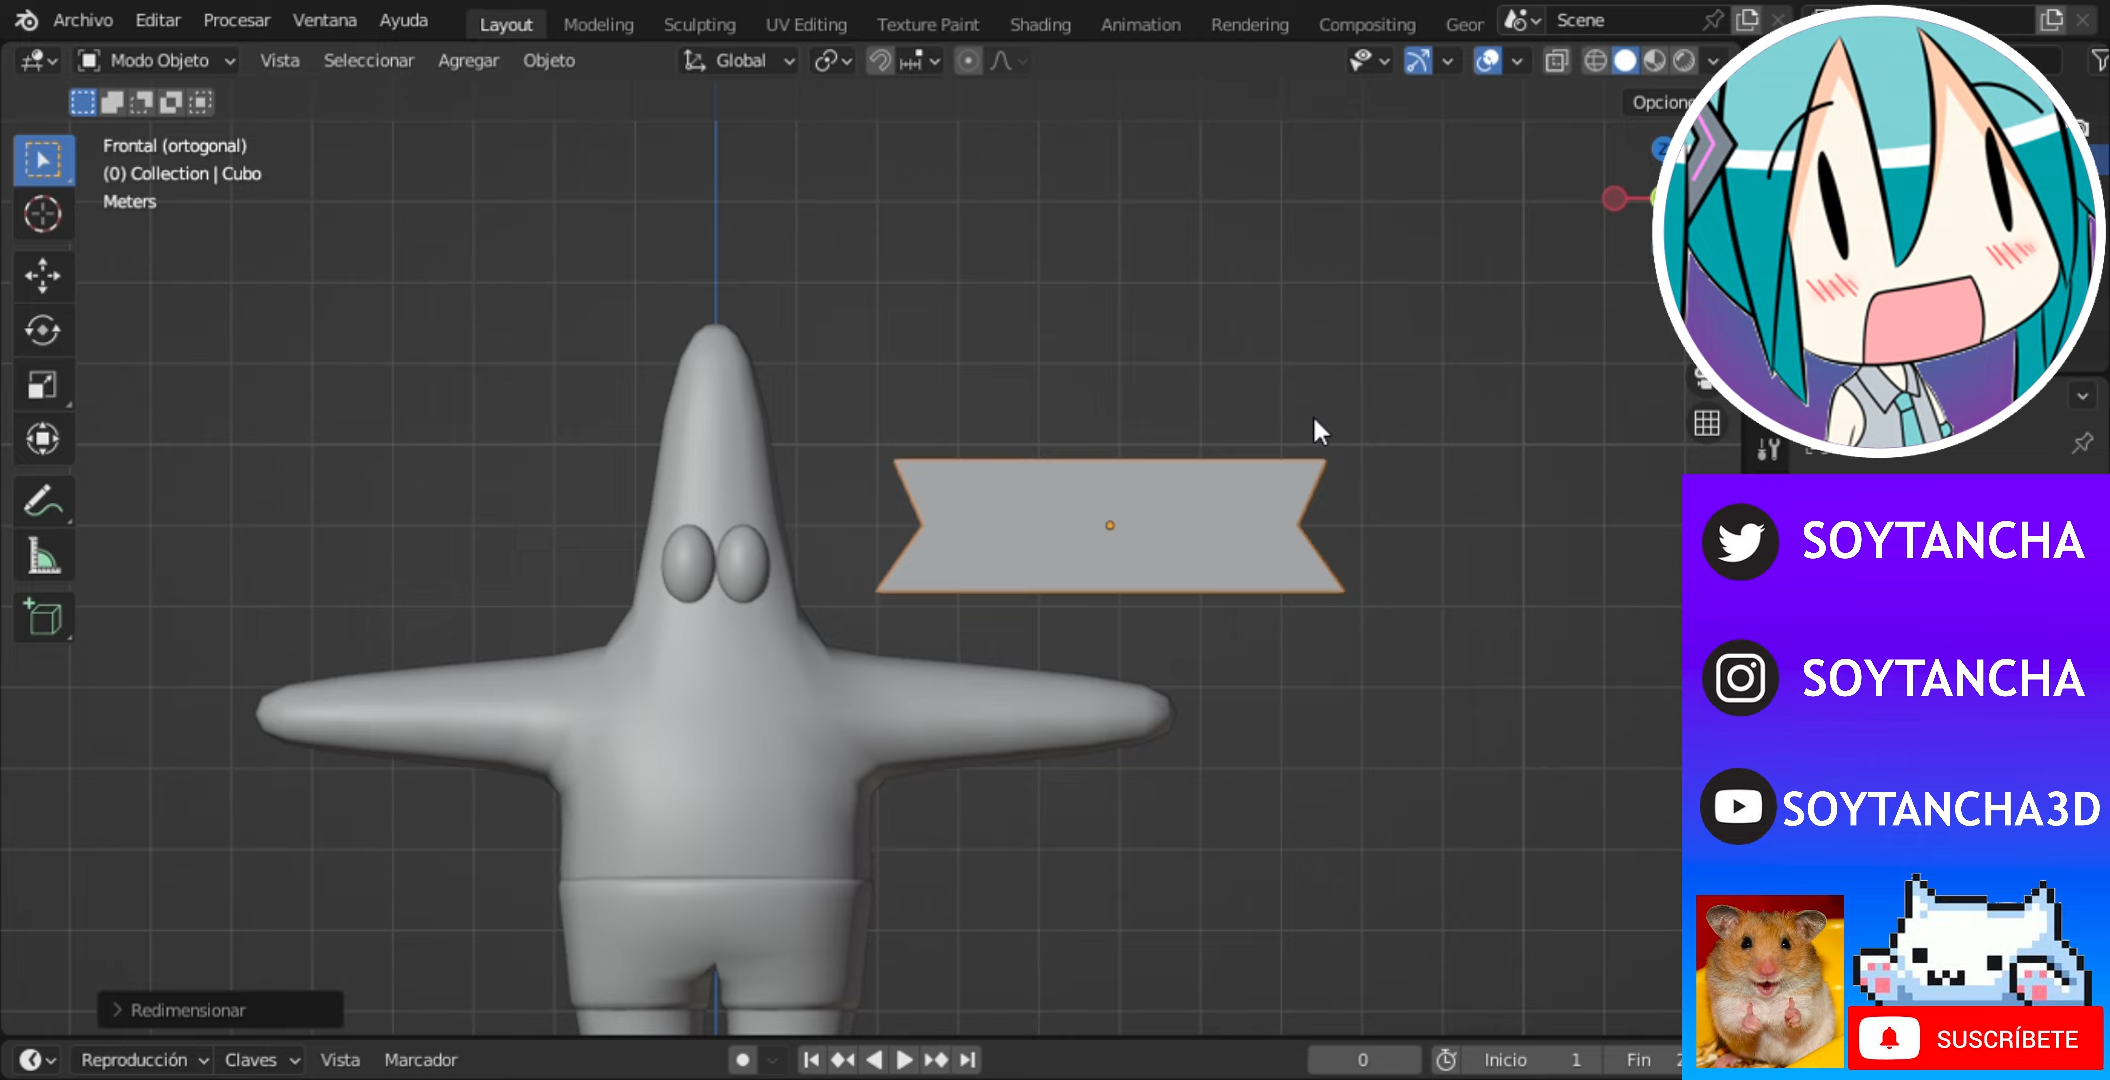 Archivo Editar Procesar Ventana Ayuda Layout Modeling Sculpting UV Editing Texture Paint Shading Animation Rendering Compositing Scene
Modo Objeto Vista Seleccionar Agregar Objeto Global
Frontal (ortogonal)
(0) Collection | Cubo
Meters
Z
SOYTANCHA
SOYTANCHA
SOYTANCHA3D
SUSCRÍBETE
Redimensionar
Reproducción Claves Vista Marcador 0 Inicio 1 Fin